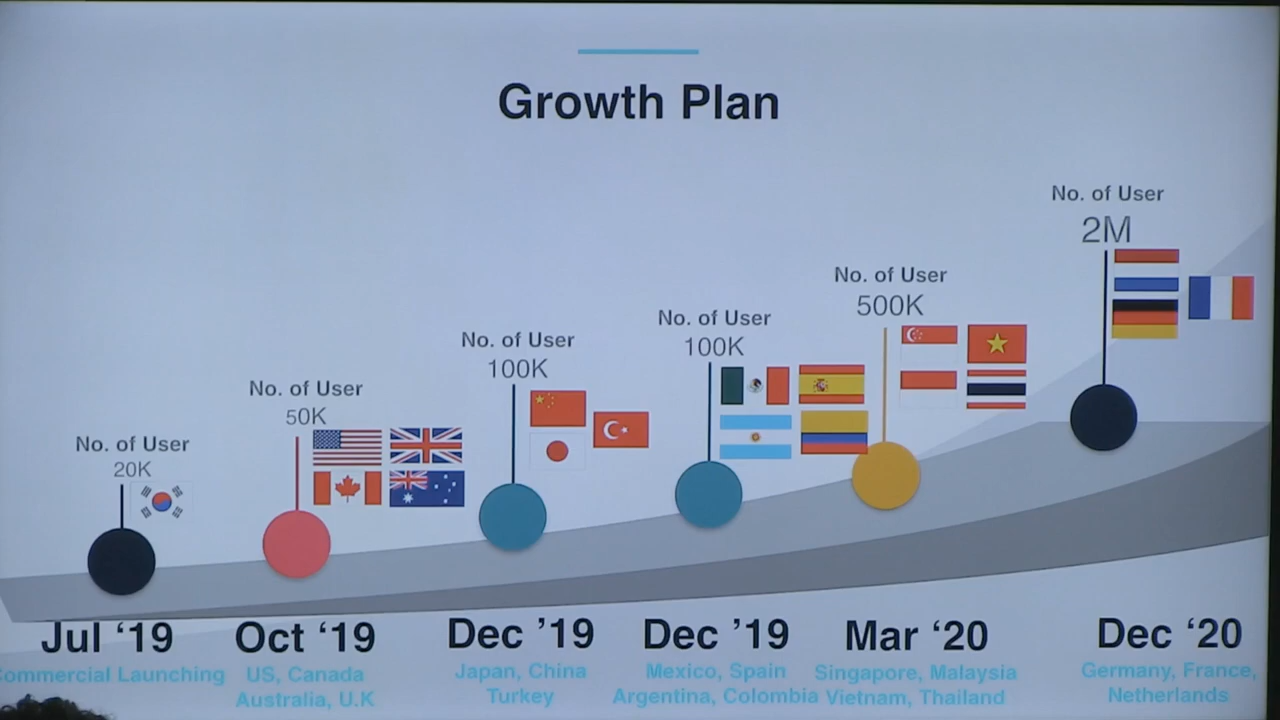 Growth Plan
No. of User
20K
Jul ‘19
Commercial Launching
No. of User
50K
Oct ‘19
US, Canada
Australia, U.K
No. of User
100K
Dec ’19
Japan, China
Turkey
No. of User
100K
Dec ’19
Mexico, Spain
Argentina, Colombia
No. of User
500K
Mar ‘20
Singapore, Malaysia
Vietnam, Thailand
No. of User
2M
Dec ‘20
Germany, France,
Netherlands